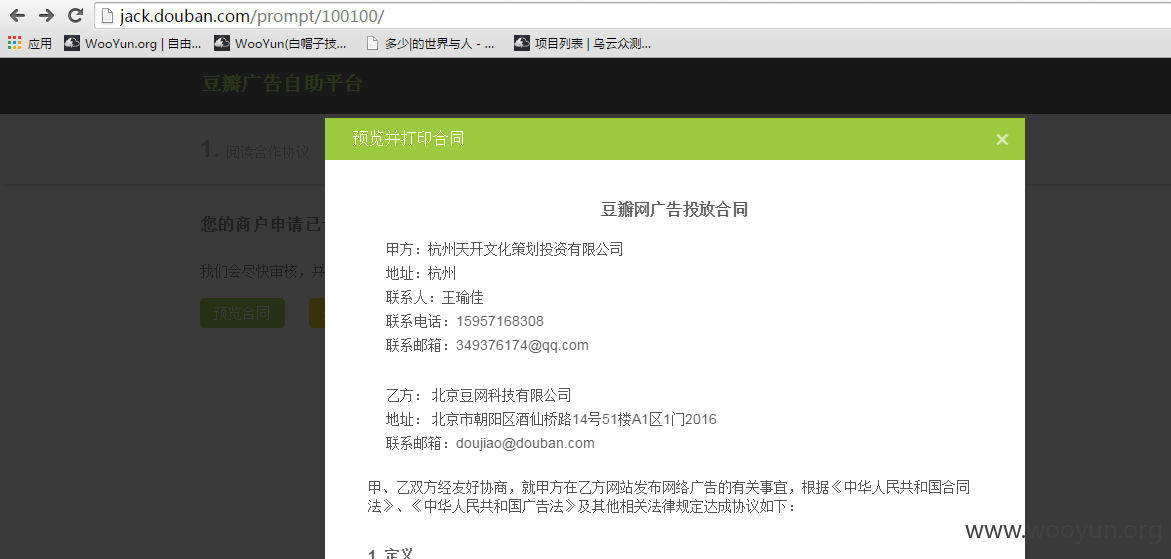 jack.douban.com/prompt/100100/
应用 WooYun.org | 自由... WooYun(白帽子技... 多少|的世界与人 - ... 项目列表 | 乌云众测...
豆瓣广告自助平台
预览并打印合同 ×
1. 阅读合作协议
豆瓣网广告投放合同
您的商户申请已
甲方：杭州天开文化策划投资有限公司
我们会尽快审核，并
地址：杭州
联系人：王瑜佳
预览合同
联系电话：15957168308
联系邮箱：349376174@qq.com
乙方： 北京豆网科技有限公司
地址： 北京市朝阳区酒仙桥路14号51楼A1区1门2016
联系邮箱：doujiao@douban.com
甲、乙双方经友好协商，就甲方在乙方网站发布网络广告的有关事宜，根据《中华人民共和国合同
法》、《中华人民共和国广告法》及其他相关法律规定达成协议如下：
www.wooyun.org
1. 定义